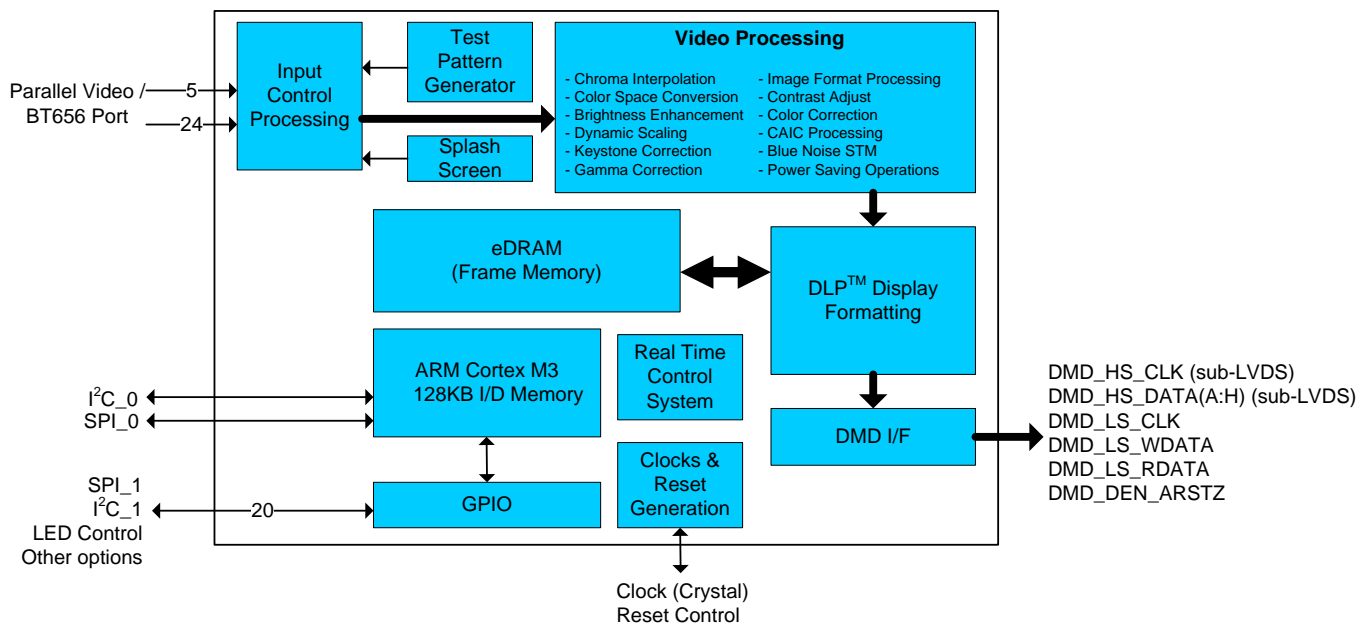 Parallel Video /
BT656 Port
5
24
Input
Control
Processing
Test
Pattern
Generator
Splash
Screen
Video Processing
- Chroma Interpolation
- Color Space Conversion
- Brightness Enhancement
- Dynamic Scaling
- Keystone Correction
- Gamma Correction
- Image Format Processing
- Contrast Adjust
- Color Correction
- CAIC Processing
- Blue Noise STM
- Power Saving Operations
eDRAM
(Frame Memory)
DLP™ Display
Formatting
I²C_0
SPI_0
ARM Cortex M3
128KB I/D Memory
Real Time
Control
System
DMD I/F
DMD_HS_CLK (sub-LVDS)
DMD_HS_DATA(A:H) (sub-LVDS)
DMD_LS_CLK
DMD_LS_WDATA
DMD_LS_RDATA
DMD_DEN_ARSTZ
SPI_1
I²C_1
LED Control
Other options
20
GPIO
Clocks &
Reset
Generation
Clock (Crystal)
Reset Control